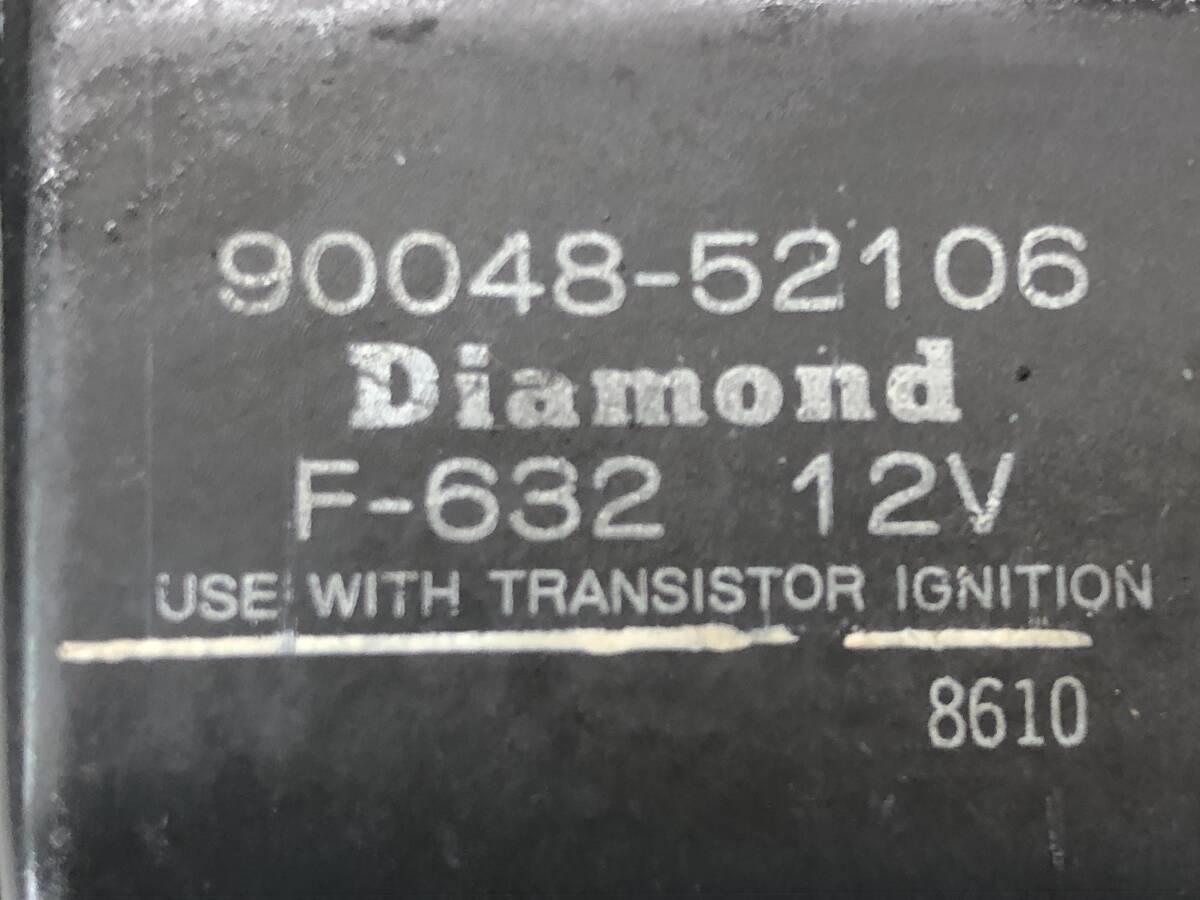 90048-52106
Diamond
F-632 12V
USE WITH TRANSISTOR IGNITION
8610